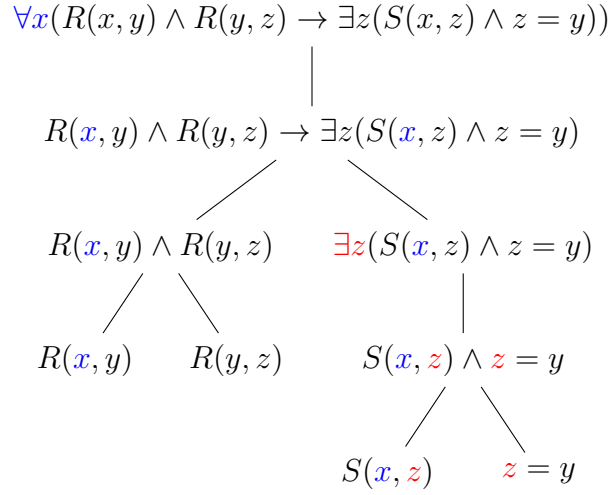 ∀x(R(x, y) ∧ R(y, z) → ∃z(S(x, z) ∧ z = y))
R(x, y) ∧ R(y, z) → ∃z(S(x, z) ∧ z = y)
R(x, y) ∧ R(y, z) ∃z(S(x, z) ∧ z = y)
R(x, y) R(y, z) S(x, z) ∧ z = y
S(x, z) z = y